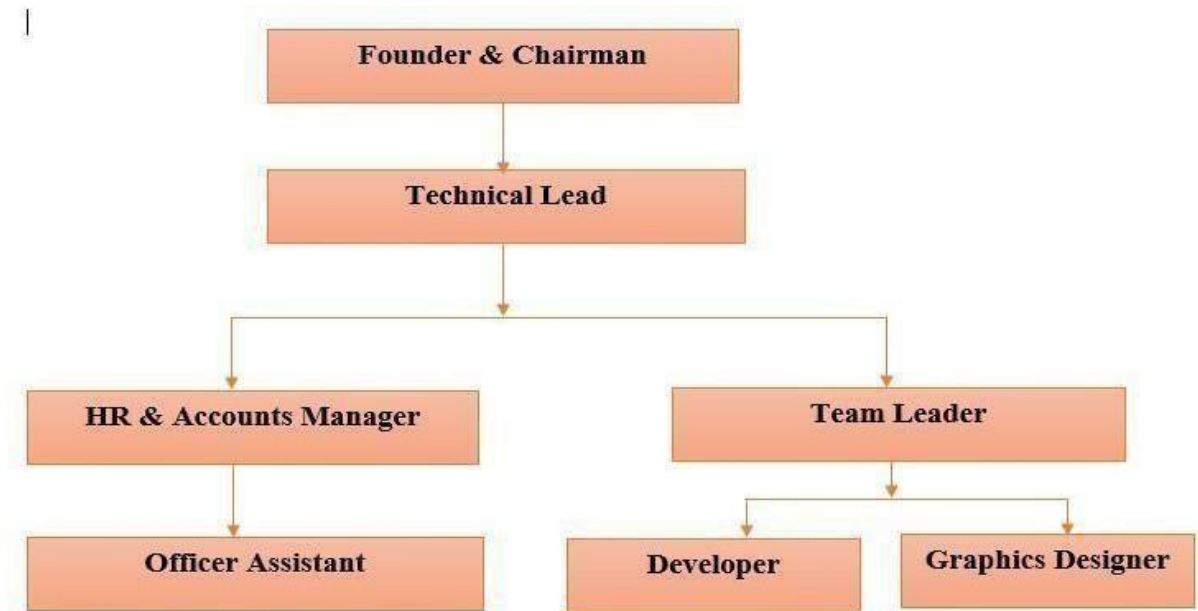 Founder & Chairman
Technical Lead
HR & Accounts Manager
Team Leader
Officer Assistant
Developer
Graphics Designer